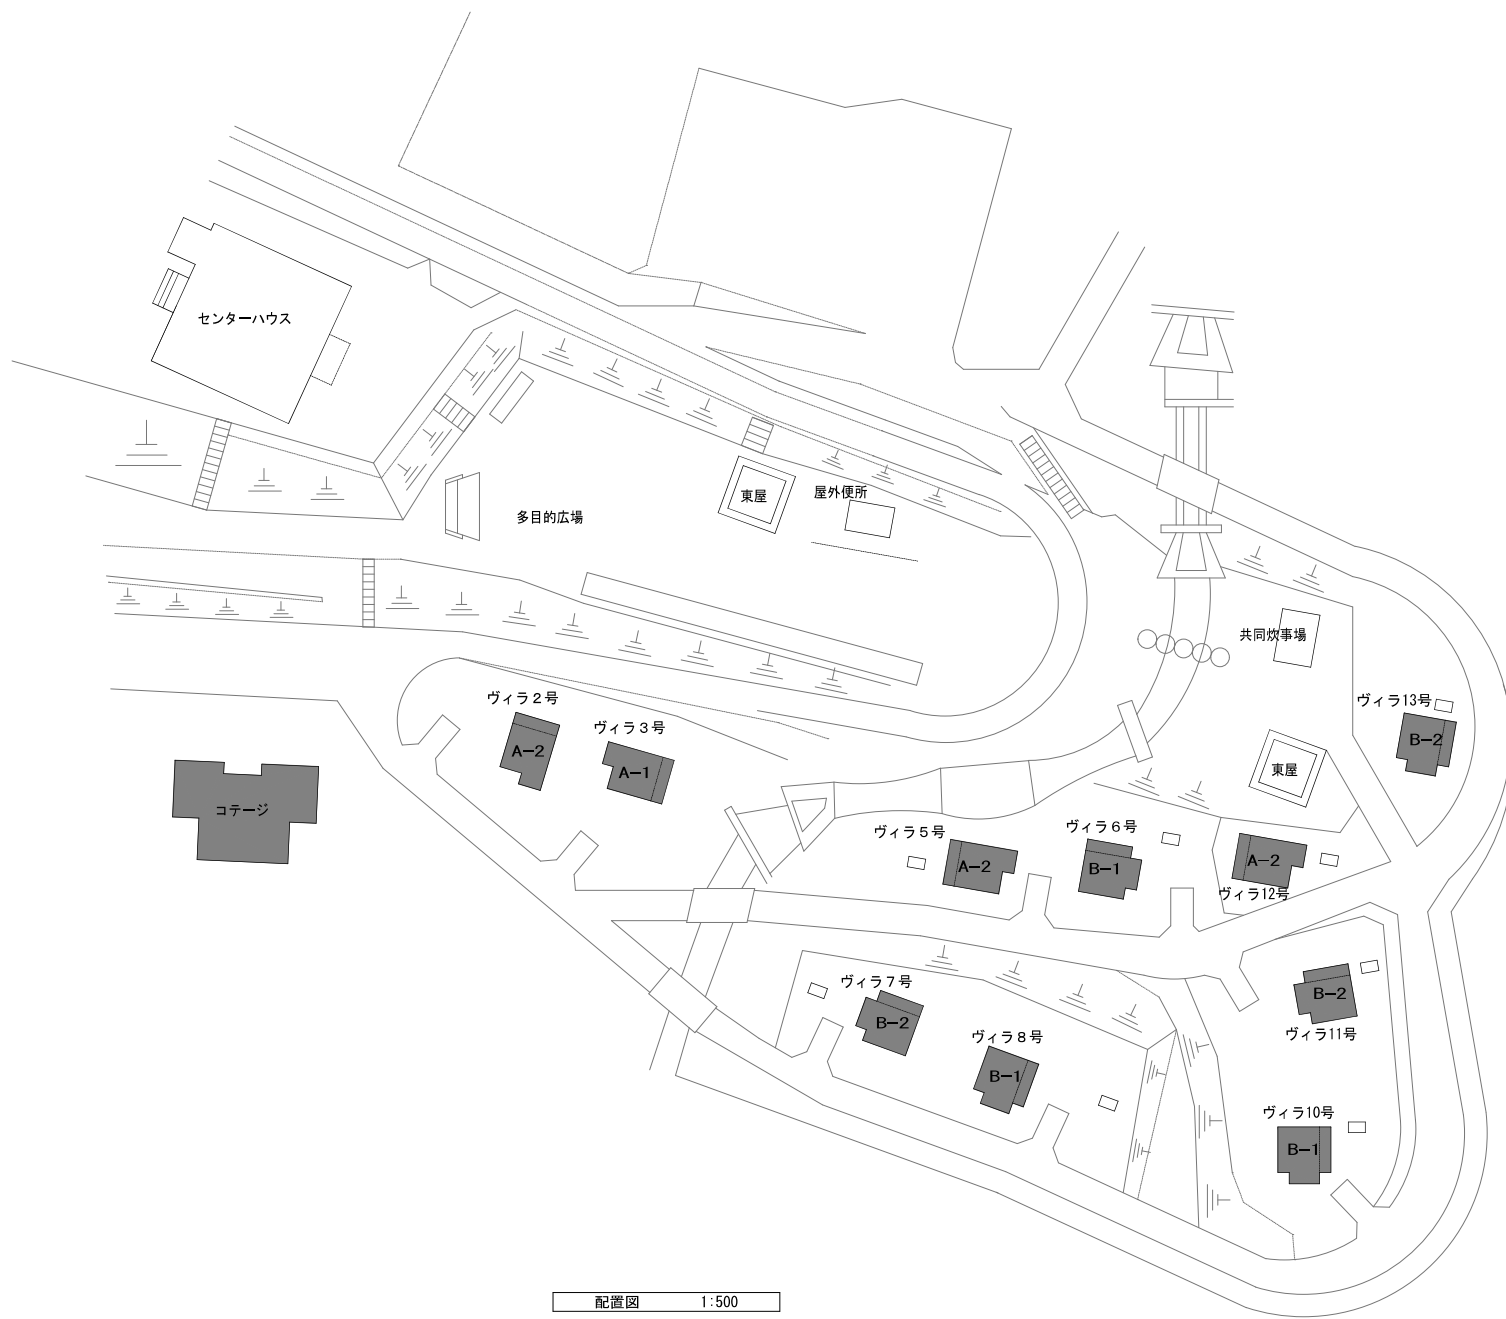 センターハウス
東屋
屋外便所
多目的広場
共同炊事場
ヴィラ２号
A-2
ヴィラ３号
A-1
ヴィラ13号
B-2
東屋
コテージ
ヴィラ５号
A-2
ヴィラ６号
B-1
A-2
ヴィラ12号
ヴィラ７号
B-2
ヴィラ８号
B-1
B-2
ヴィラ11号
ヴィラ10号
B-1
配置図 1:500